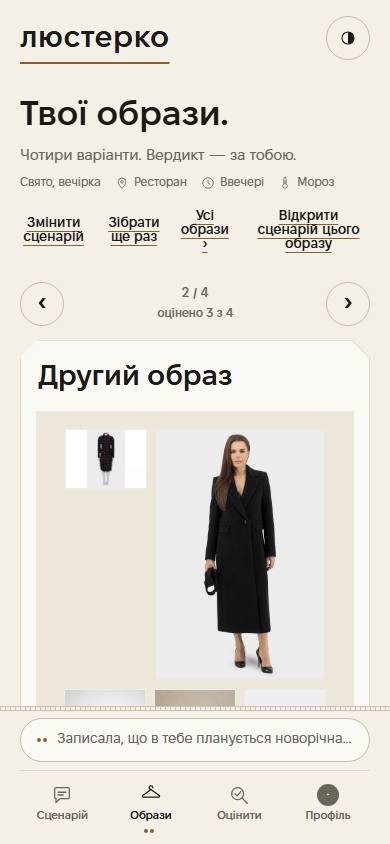 люстерко
Твої образи.
Чотири варіанти. Вердикт — за тобою.
Свято, вечірка Ресторан Ввечері Мороз
Змінити
сценарій
Зібрати
ще раз
Усі
образи
›
Відкрити
сценарій цього
образу
‹
2 / 4
оцінено 3 з 4
›
Другий образ
Записала, що в тебе планується новорічна...
Сценарій Образи Оцінити Профіль